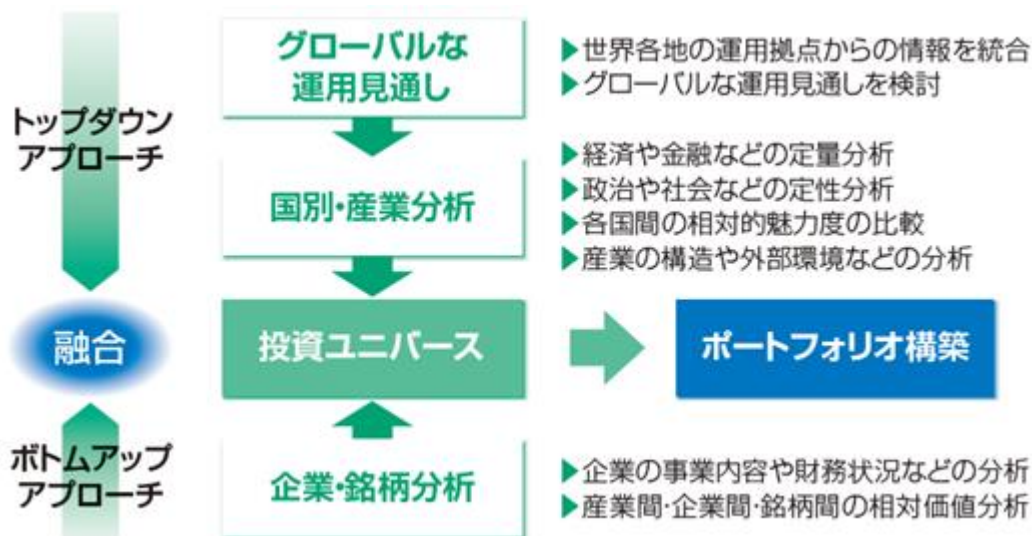 グローバルな
運用見通し
▶世界各地の運用拠点からの情報を統合
▶グローバルな運用見通しを検討
トップダウン
アプローチ
国別・産業分析
▶経済や金融などの定量分析
▶政治や社会などの定性分析
▶各国間の相対的魅力度の比較
▶産業の構造や外部環境などの分析
融合
投資ユニバース
ポートフォリオ構築
ボトムアップ
アプローチ
企業・銘柄分析
▶企業の事業内容や財務状況などの分析
▶産業間・企業間・銘柄間の相対価値分析